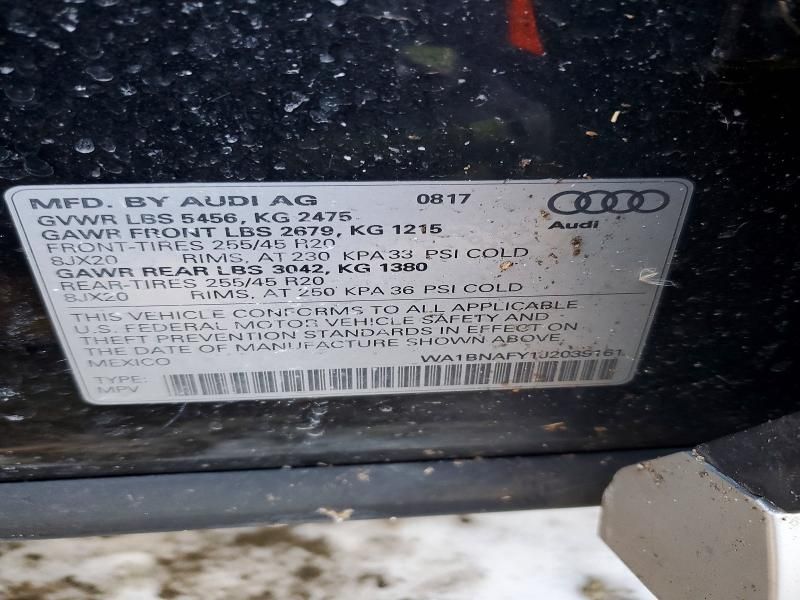 MFD. BY AUDI AG 0817
Audi
GVWR LBS 5456, KG 2475
GAWR FRONT LBS 2679, KG 1215
FRONT-TIRES 255/45 R20
8JX20 RIMS, AT 230 KPA 33 PSI COLD
GAWR REAR LBS 3042, KG 1380
REAR-TIRES 255/45 R20
8JX20 RIMS, AT 250 KPA 36 PSI COLD
THIS VEHICLE CONFORMS TO ALL APPLICABLE
U.S. FEDERAL MOTOR VEHICLE SAFETY AND
THEFT PREVENTION STANDARDS IN EFFECT ON
THE DATE OF MANUFACTURE SHOWN ABOVE.
MEXICO WA1BNAFY1J2039161
TYPE:
MPV